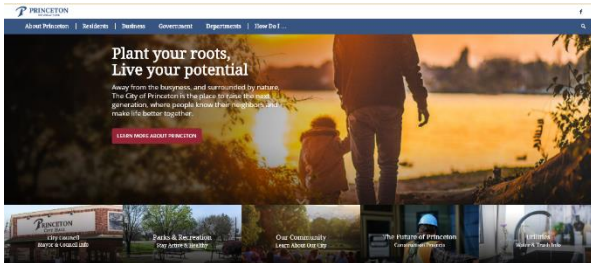 PRINCETON
About Princeton | Residents | Business Government Departments | How Do I ...
Plant your roots,
Live your potential
Away from the busyness, and surrounded by nature.
The City of Princeton is the place to raise the next
generation, where people know their neighbors and
make life better together.
LEARN MORE ABOUT PRINCETON
PRINCETON
CITY HALL
City Council
Mayor & Council Info
Parks & Recreation
Stay Active & Healthy
Our Community
Learn About Our City
The Future of Princeton
Construction Projects
Utilities
Water & Trash Info